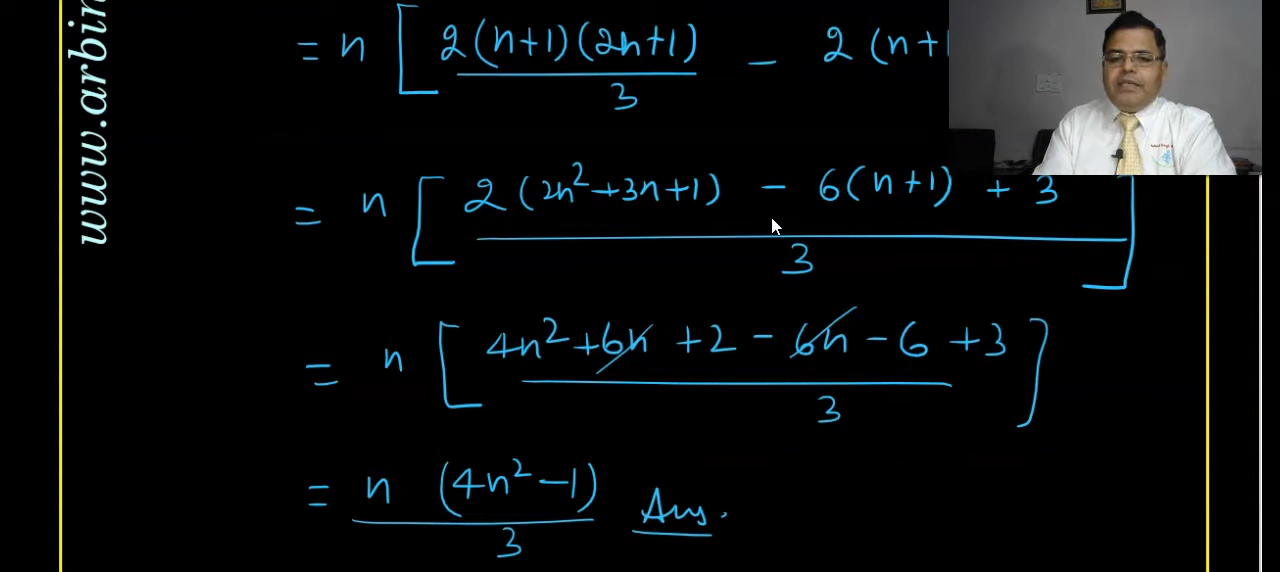 www.arbin
= n [ 2(n+1)(2n+1) / 3 - 2(n+1
= n [ 2(2n²+3n+1) - 6(n+1) + 3 / 3 ]
= n [ 4n²+6n+2-6n-6+3 / 3 ]
= n (4n²-1) / 3 Ans.